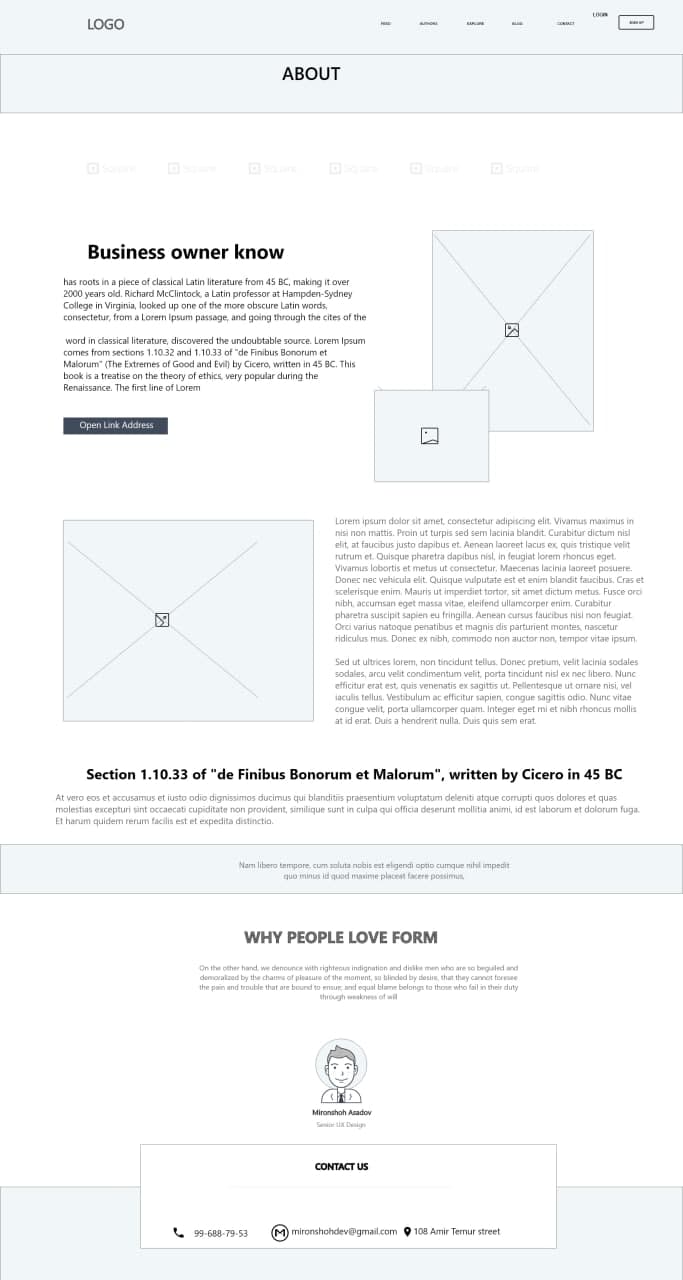 LOGO
FEED
AUTHORS
EXPLORE
BLOG
CONTACT
LOGIN
SIGN UP
ABOUT
Square Square Square Square Square Square
Business owner know
has roots in a piece of classical Latin literature from 45 BC, making it over
2000 years old. Richard McClintock, a Latin professor at Hampden-Sydney
College in Virginia, looked up one of the more obscure Latin words,
consectetur, from a Lorem Ipsum passage, and going through the cites of the
word in classical literature, discovered the undoubtable source. Lorem Ipsum
comes from sections 1.10.32 and 1.10.33 of "de Finibus Bonorum et
Malorum" (The Extremes of Good and Evil) by Cicero, written in 45 BC. This
book is a treatise on the theory of ethics, very popular during the
Renaissance. The first line of Lorem
Open Link Address
Lorem ipsum dolor sit amet, consectetur adipiscing elit. Vivamus maximus in
nisi non mattis. Proin ut turpis sed sem lacinia blandit. Curabitur dictum nisl
elit, at faucibus justo dapibus et. Aenean laoreet lacus ex, quis tristique velit
rutrum et. Quisque pharetra dapibus nisl, in feugiat lorem rhoncus eget.
Vivamus lobortis et metus ut consectetur. Maecenas lacinia laoreet posuere.
Donec nec vehicula elit. Quisque vulputate est et enim blandit faucibus. Cras et
scelerisque enim. Mauris ut imperdiet tortor, sit amet dictum metus. Fusce orci
nibh, accumsan eget massa vitae, eleifend ullamcorper enim. Curabitur
pharetra suscipit sapien eu fringilla. Aenean cursus faucibus nisi non feugiat.
Orci varius natoque penatibus et magnis dis parturient montes, nascetur
ridiculus mus. Donec ex nibh, commodo non auctor non, tempor vitae ipsum.
Sed ut ultrices lorem, non tincidunt tellus. Donec pretium, velit lacinia sodales
sodales, arcu velit condimentum velit, porta tincidunt nisl ex nec libero. Nunc
efficitur erat est, quis venenatis ex sagittis ut. Pellentesque ut ornare nisi, vel
iaculis tellus. Vestibulum ac efficitur sapien, congue sagittis odio. Nunc vitae
congue velit, porta ullamcorper quam. Integer eget mi et nibh rhoncus mollis
at id erat. Duis a hendrerit nulla. Duis quis sem erat.
Section 1.10.33 of "de Finibus Bonorum et Malorum", written by Cicero in 45 BC
At vero eos et accusamus et iusto odio dignissimos ducimus qui blanditiis praesentium voluptatum deleniti atque corrupti quos dolores et quas
molestias excepturi sint occaecati cupiditate non provident, similique sunt in culpa qui officia deserunt mollitia animi, id est laborum et dolorum fuga.
Et harum quidem rerum facilis est et expedita distinctio.
Nam libero tempore, cum soluta nobis est eligendi optio cumque nihil impedit
quo minus id quod maxime placeat facere possimus,
WHY PEOPLE LOVE FORM
On the other hand, we denounce with righteous indignation and dislike men who are so beguiled and
demoralized by the charms of pleasure of the moment, so blinded by desire, that they cannot foresee
the pain and trouble that are bound to ensue; and equal blame belongs to those who fail in their duty
through weakness of will
Mironshoh Asadov
Senior UX Design
CONTACT US
99-688-79-53
mironshohdev@gmail.com
108 Amir Temur street